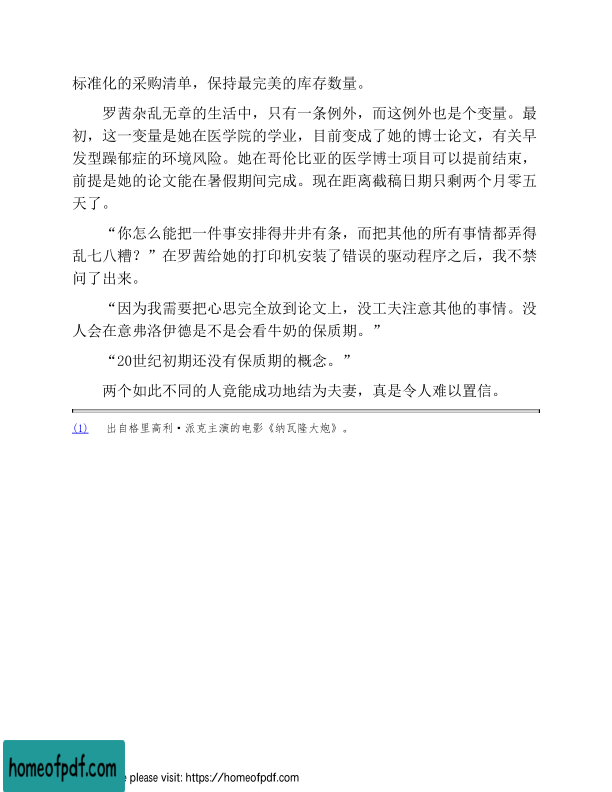 标准化的采购清单，保持最完美的库存数量。
罗茜杂乱无章的生活中，只有一条例外，而这例外也是个变量。最
初，这一变量是她在医学院的学业，目前变成了她的博士论文，有关早
发型躁郁症的环境风险。她在哥伦比亚的医学博士项目可以提前结束，
前提是她的论文能在暑假期间完成。现在距离截稿日期只剩两个月零五
天了。
“你怎么能把一件事安排得井井有条，而把其他的所有事情都弄得
乱七八糟？”在罗茜给她的打印机安装了错误的驱动程序之后，我不禁
问了出来。
“因为我需要把心思完全放到论文上，没工夫注意其他的事情。没
人会在意弗洛伊德是不是会看牛奶的保质期。”
“20世纪初期还没有保质期的概念。”
两个如此不同的人竟能成功地结为夫妻，真是令人难以置信。
(1) 出自格里高利·派克主演的电影《纳瓦隆大炮》。
homeofpdf.com
e please visit: https://homeofpdf.com